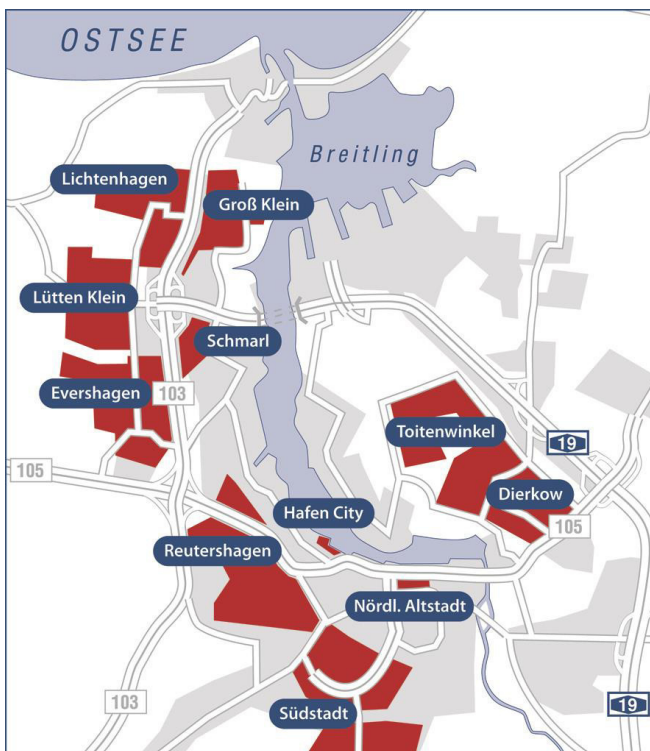 OSTSEE
Breitling
Lichtenhagen
Groß Klein
Lütten Klein
Schmarl
Evershagen
103
Toitenwinkel
19
105
Dierkow
Hafen City
105
Reutershagen
Nördl. Altstadt
103
Südstadt
19